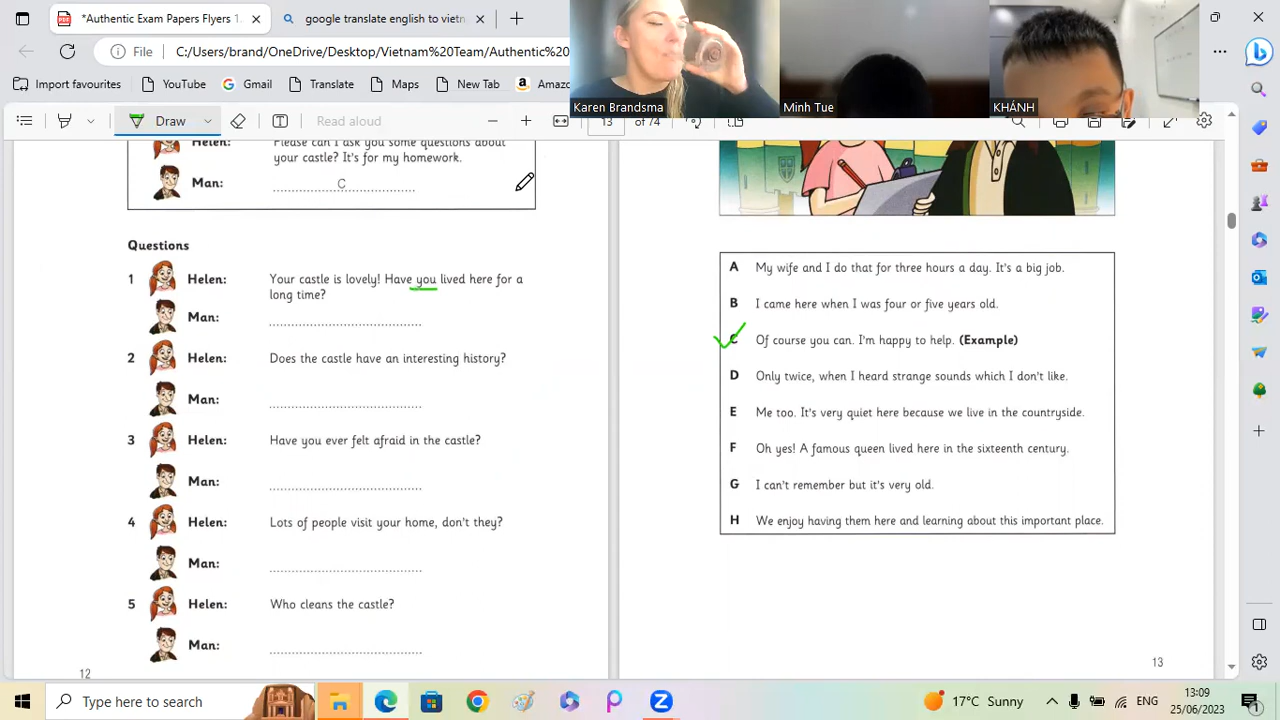 *Authentic Exam Papers Flyers 1
google translating english to vietn
File
C:/Users/brand/OneDrive/Desktop/Vietnam%20Team/Authentic%20
Import favourites
YouTube
Gmail
Translate
Maps
News
Translate
Netflix
Amazon
Draw
Read aloud
13
of 74
Karen Brandsma
Minh Tue
KHÁNH
Helen:
Please can I ask you some questions about
your castle? It's for my homework.
Man:
C
Questions
1 Helen: Your castle is lovely! Have you lived here for a
long time?
Man:
2 Helen: Does the castle have an interesting history?
Man:
3 Helen: Have you ever felt afraid in the castle?
Man:
4 Helen: Lots of people visit your home, don't they?
Man:
5 Helen: Who cleans the castle?
Man:
12
A My wife and I do that for three hours a day. It's a big job.
B I came here when I was four or five years old.
C Of course you can. I'm happy to help. (Example)
D Only twice, when I heard strange sounds which I don't like.
E Me too. It's very quiet here because we live in the countryside.
F Oh yes! A famous queen lived here in the sixteenth century.
G I can't remember but it's very old.
H We enjoy having them here and learning about this important place.
13
Type here to search
17°C Sunny
ENG
13:09
25/06/2023